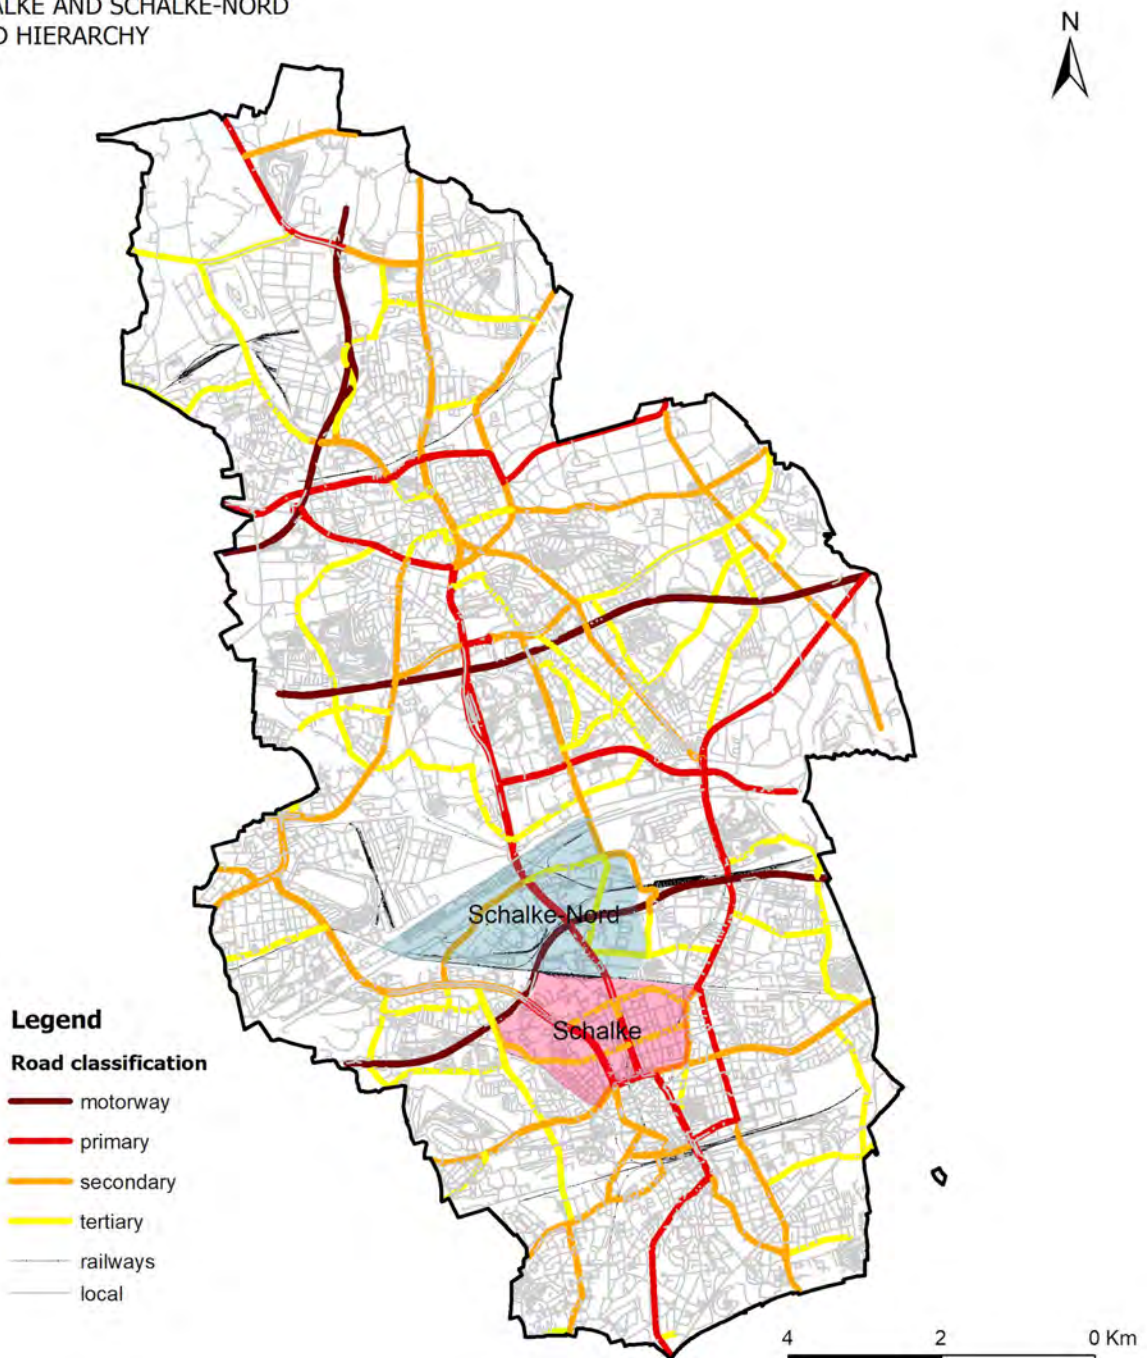 ALKE AND SCHALKE-NORD
HIERARCHY
N
Schalke-Nord
Schalke
Legend
Road classification
motorway
primary
secondary
tertiary
railways
local
4 2 0 Km